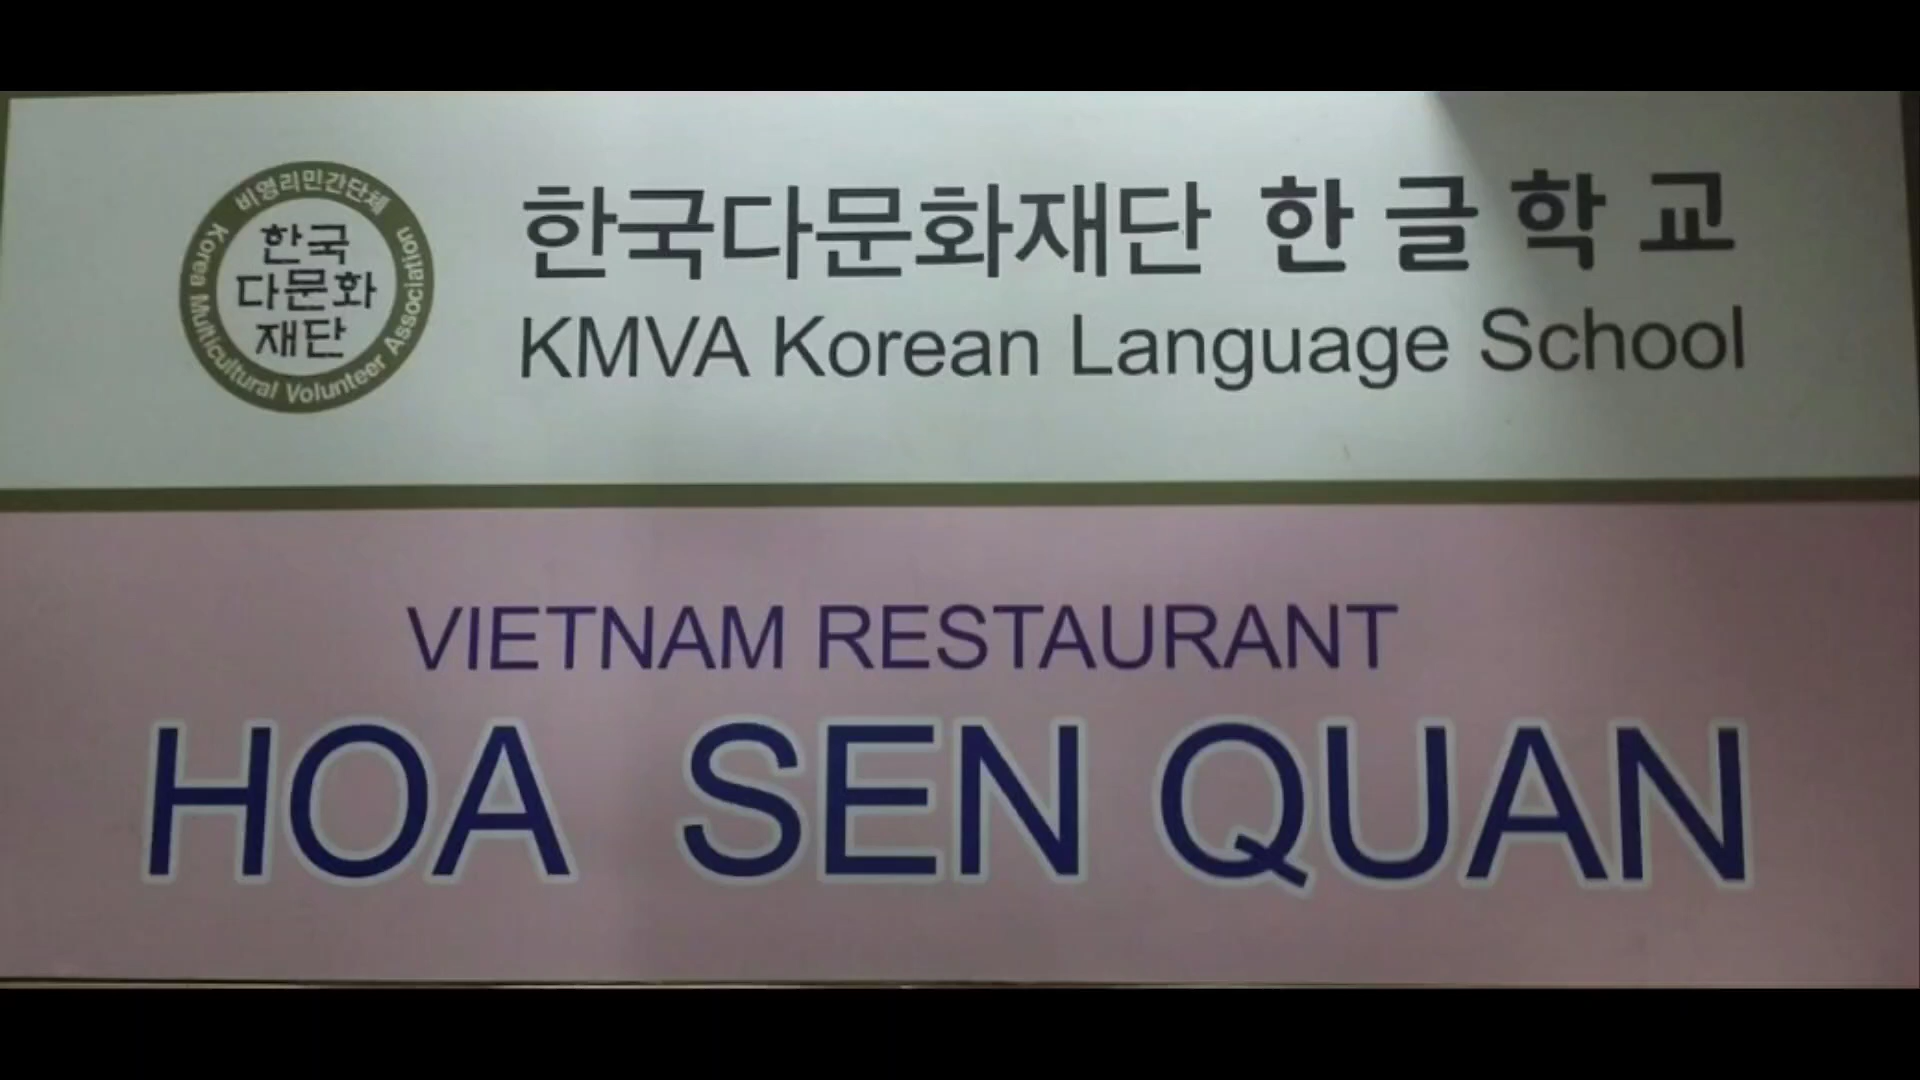 비영리민간단체
Korea Multicultural Volunteer Association
한국
다문화
재단
한국다문화재단 한글학교
KMVA Korean Language School
VIETNAM RESTAURANT
HOA SEN QUAN